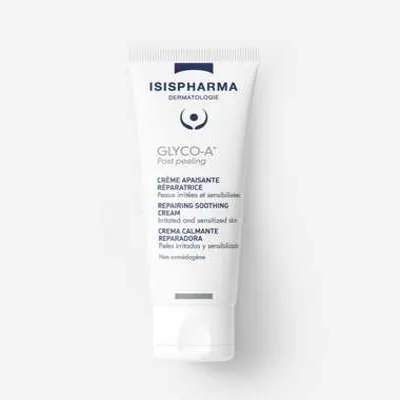 ISISPHARMA
DERMATOLOGIE
GLYCO-A*
Post peeling
CRÈME APAISANTE
RÉPARATRICE
Peaux irritées et sensibilisées
REPAIRING SOOTHING
CREAM
Irritated and sensitized skin
CREMA CALMANTE
REPARADORA
Pieles irritadas y sensibilizadas
Non comédogène